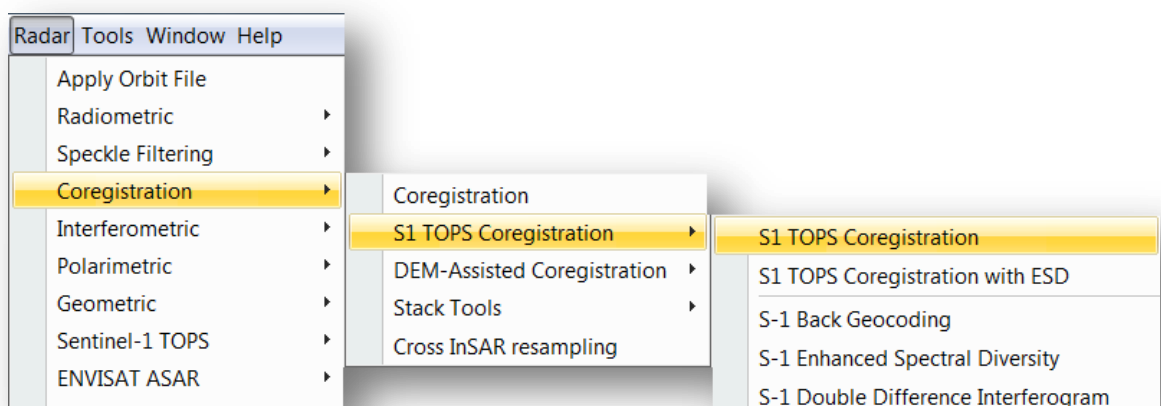 Radar Tools Window Help
Apply Orbit File
Radiometric
Speckle Filtering
Coregistration
Interferometric
Polarimetric
Geometric
Sentinel-1 TOPS
ENVISAT ASAR
Coregistration
S1 TOPS Coregistration
DEM-Assisted Coregistration
Stack Tools
Cross InSAR resampling
S1 TOPS Coregistration
S1 TOPS Coregistration with ESD
S-1 Back Geocoding
S-1 Enhanced Spectral Diversity
S-1 Double Difference Interferogram